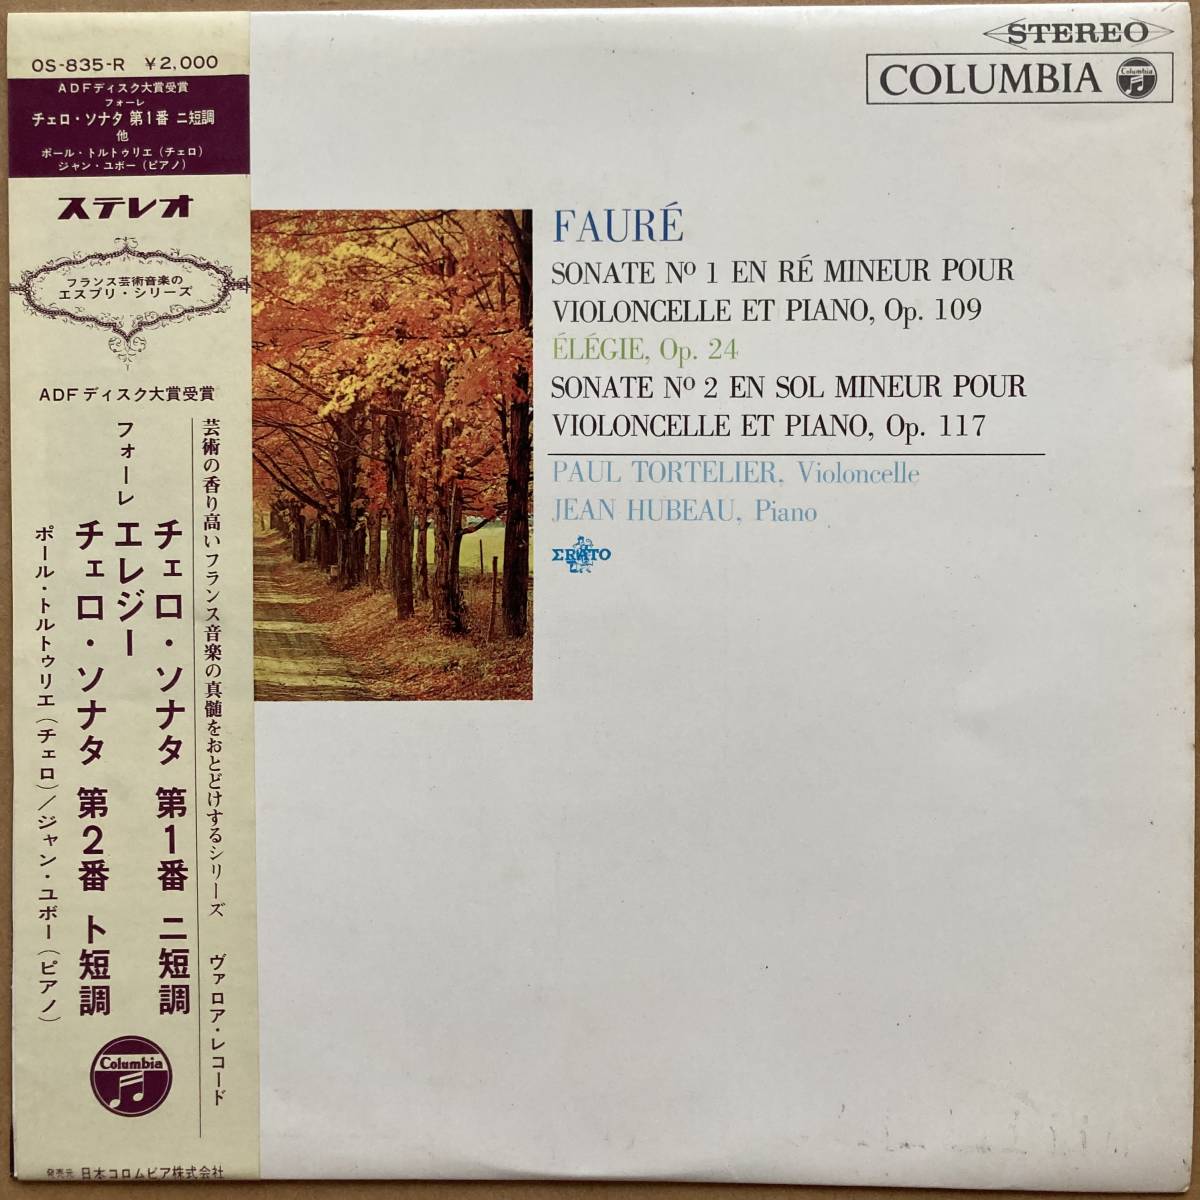 OS-835-R ¥2,000
ADFディスク大賞受賞
フォーレ
チェロ・ソナタ 第1番 ニ短調
他
ポール・トルトゥリエ（チェロ）
ジャン・ユボー（ピアノ）
ステレオ
フランス芸術音楽の
エスプリ・シリーズ
ADFディスク大賞受賞
芸術の香り高いフランス音楽の真髄をおとどけするシリーズ ヴァロア・レコード
チェロ・ソナタ 第1番 ニ短調
フォーレ エレジー
チェロ・ソナタ 第2番 ト短調
ポール・トルトゥリエ（チェロ）／ジャン・ユボー（ピアノ）
Columbia
発売元 日本コロムビア株式会社
STEREO
COLUMBIA Columbia
FAURÉ
SONATE Nº 1 EN RÉ MINEUR POUR
VIOLONCELLE ET PIANO, Op. 109
ÉLÉGIE, Op. 24
SONATE Nº 2 EN SOL MINEUR POUR
VIOLONCELLE ET PIANO, Op. 117
PAUL TORTELIER, Violoncelle
JEAN HUBEAU, Piano
ΣRATO